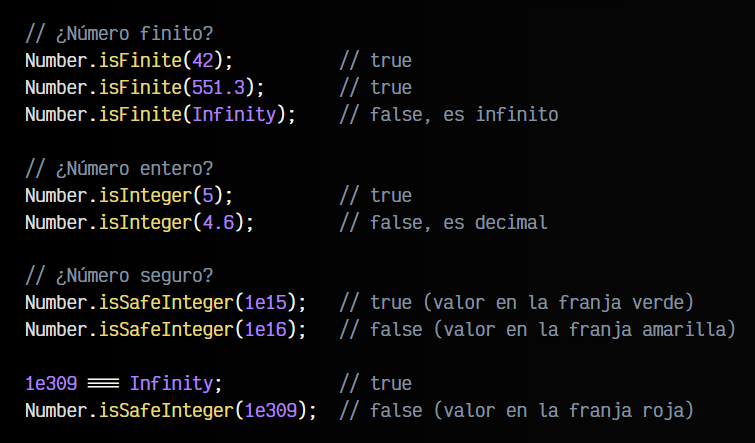 // ¿Número finito?
Number.isFinite(42);          // true
Number.isFinite(551.3);       // true
Number.isFinite(Infinity);    // false, es infinito
// ¿Número entero?
Number.isInteger(5);          // true
Number.isInteger(4.6);        // false, es decimal
// ¿Número seguro?
Number.isSafeInteger(1e15);   // true (valor en la franja verde)
Number.isSafeInteger(1e16);   // false (valor en la franja amarilla)
1e309 === Infinity;           // true
Number.isSafeInteger(1e309);  // false (valor en la franja roja)